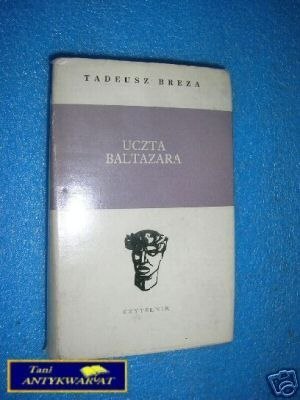 TADEUSZ BREZA
UCZTA
BALTAZARA
CZYTELNIK
Tani
ANTYKWARIAT